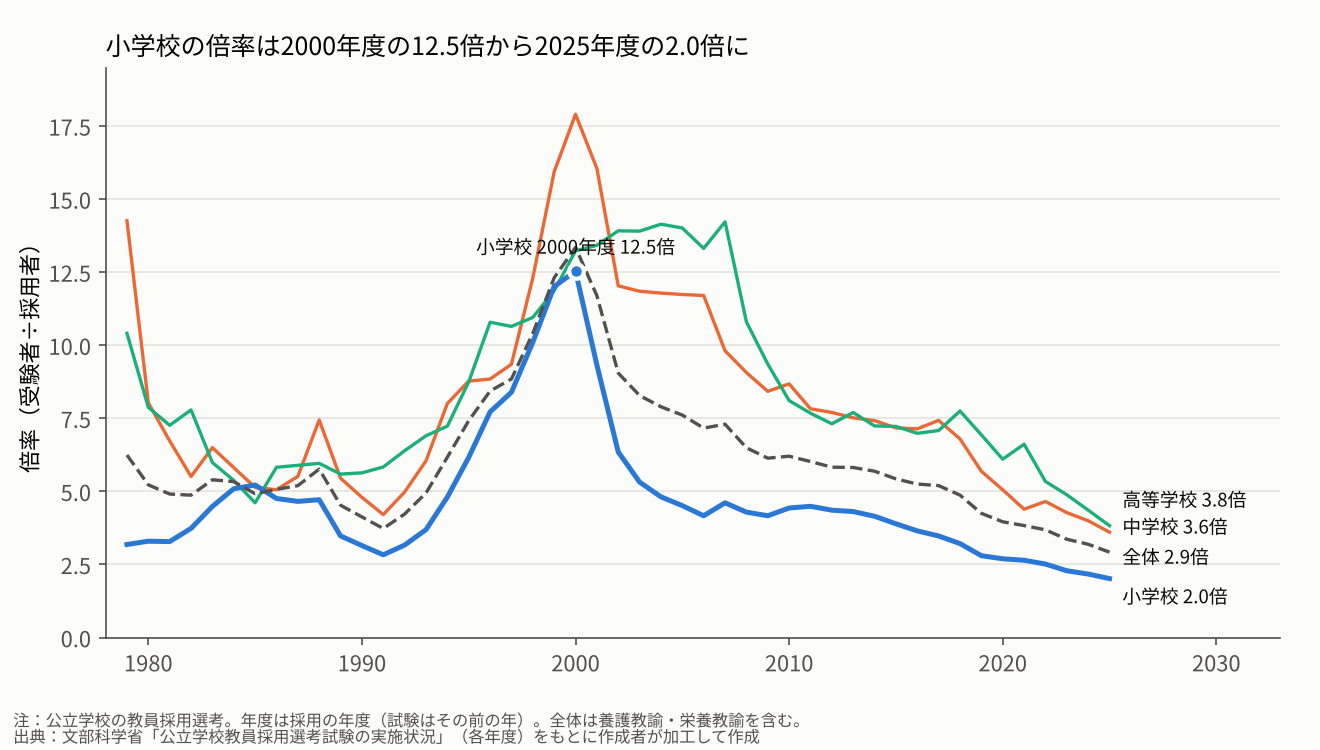 小学校の倍率は2000年度の12.5倍から2025年度の2.0倍に
倍率（受験者÷採用者）
17.5
15.0
12.5
10.0
7.5
5.0
2.5
0.0
小学校 2000年度 12.5倍
高等学校 3.8倍
中学校 3.6倍
全体 2.9倍
小学校 2.0倍
1980 1990 2000 2010 2020 2030
注：公立学校の教員採用選考。年度は採用の年度（試験はその前の年）。全体は養護教諭・栄養教諭を含む。
出典：文部科学省「公立学校教員採用選考試験の実施状況」（各年度）をもとに作成者が加工して作成